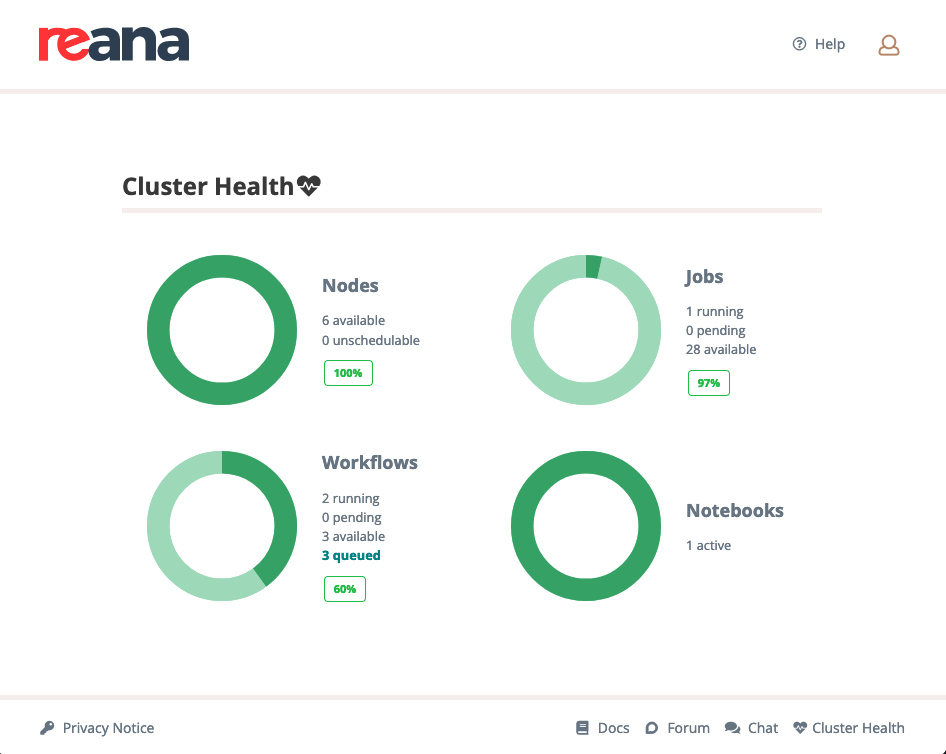 reana
Help
Cluster Health
Nodes
6 available
0 unschedulable
100%
Jobs
1 running
0 pending
28 available
97%
Workflows
2 running
0 pending
3 available
3 queued
60%
Notebooks
1 active
Privacy Notice
Docs Forum Chat Cluster Health